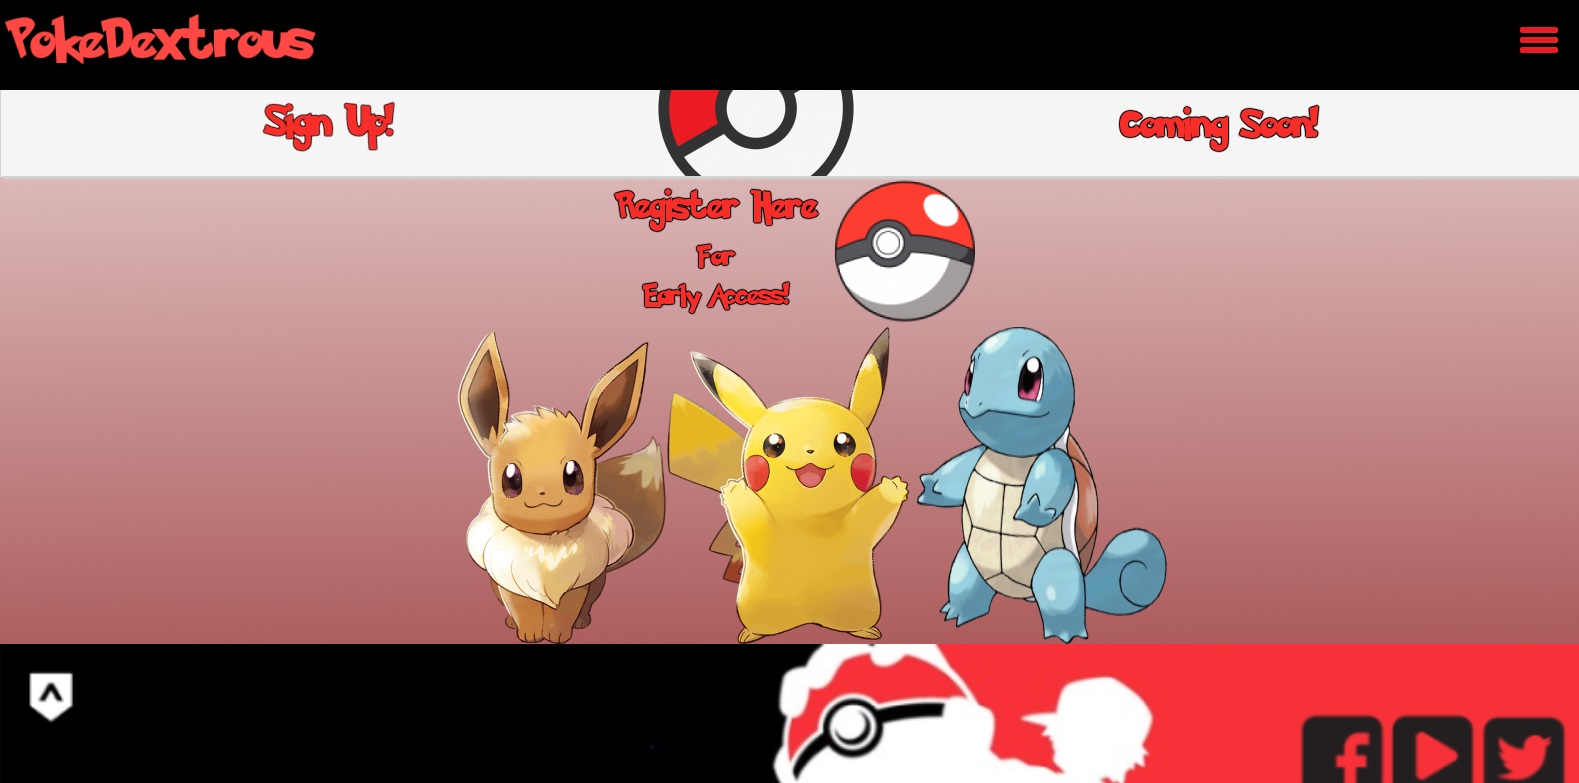 PokeDextrous
Sign Up!
Coming Soon!
Register Here
For
Early Access!